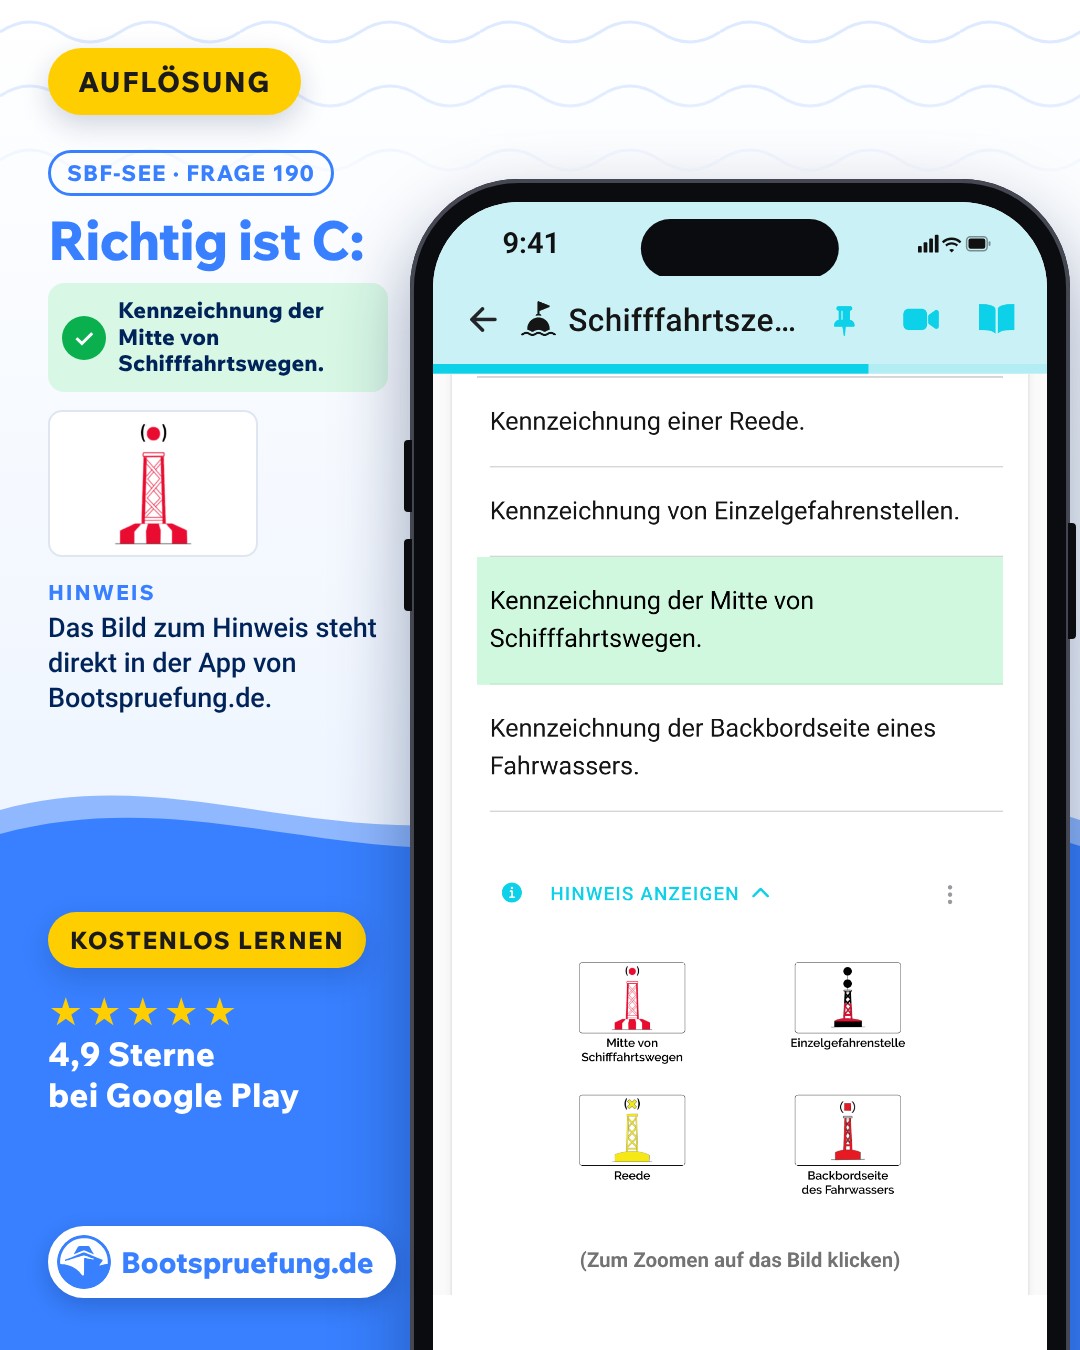 AUFLÖSUNG
SBF-SEE · FRAGE 190
Richtig ist C:
Kennzeichnung der
Mitte von
Schifffahrtswegen.
HINWEIS
Das Bild zum Hinweis steht
direkt in der App von
Bootspruefung.de.
KOSTENLOS LERNEN
4,9 Sterne
bei Google Play
Bootspruefung.de
9:41
Schifffahrtsze...
Kennzeichnung einer Reede.
Kennzeichnung von Einzelgefahrenstellen.
Kennzeichnung der Mitte von
Schifffahrtswegen.
Kennzeichnung der Backbordseite eines
Fahrwassers.
HINWEIS ANZEIGEN
Mitte von
Schifffahrtswegen
Einzelgefahrenstelle
Reede
Backbordseite
des Fahrwassers
(Zum Zoomen auf das Bild klicken)